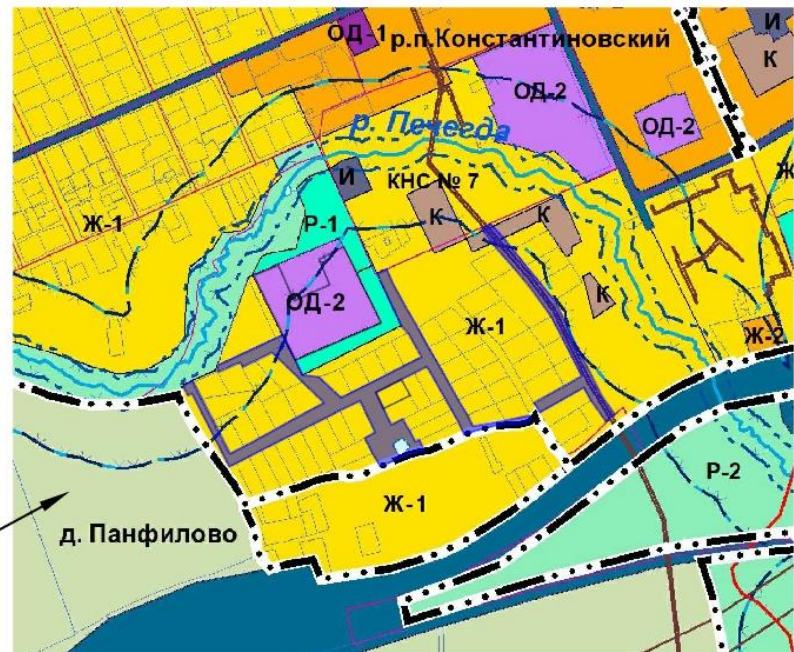 ОД-1
р.п.Константиновский
Ж-2
И
К
ОД-2
ОД-2
р. Печегда
И
КНС № 7
Ж
Р-1
К
К
Ж-1
ОД-2
К
Ж-1
Ж-2
Р-2
Ж-1
д. Панфилово